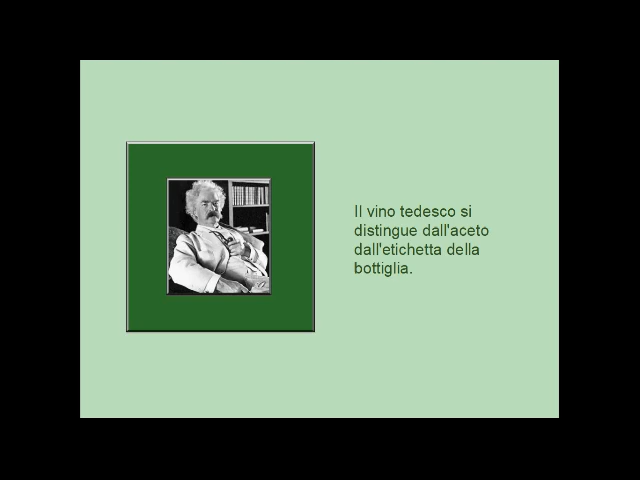 Il vino tedesco si
distingue dall'aceto
dall'etichetta della
bottiglia.